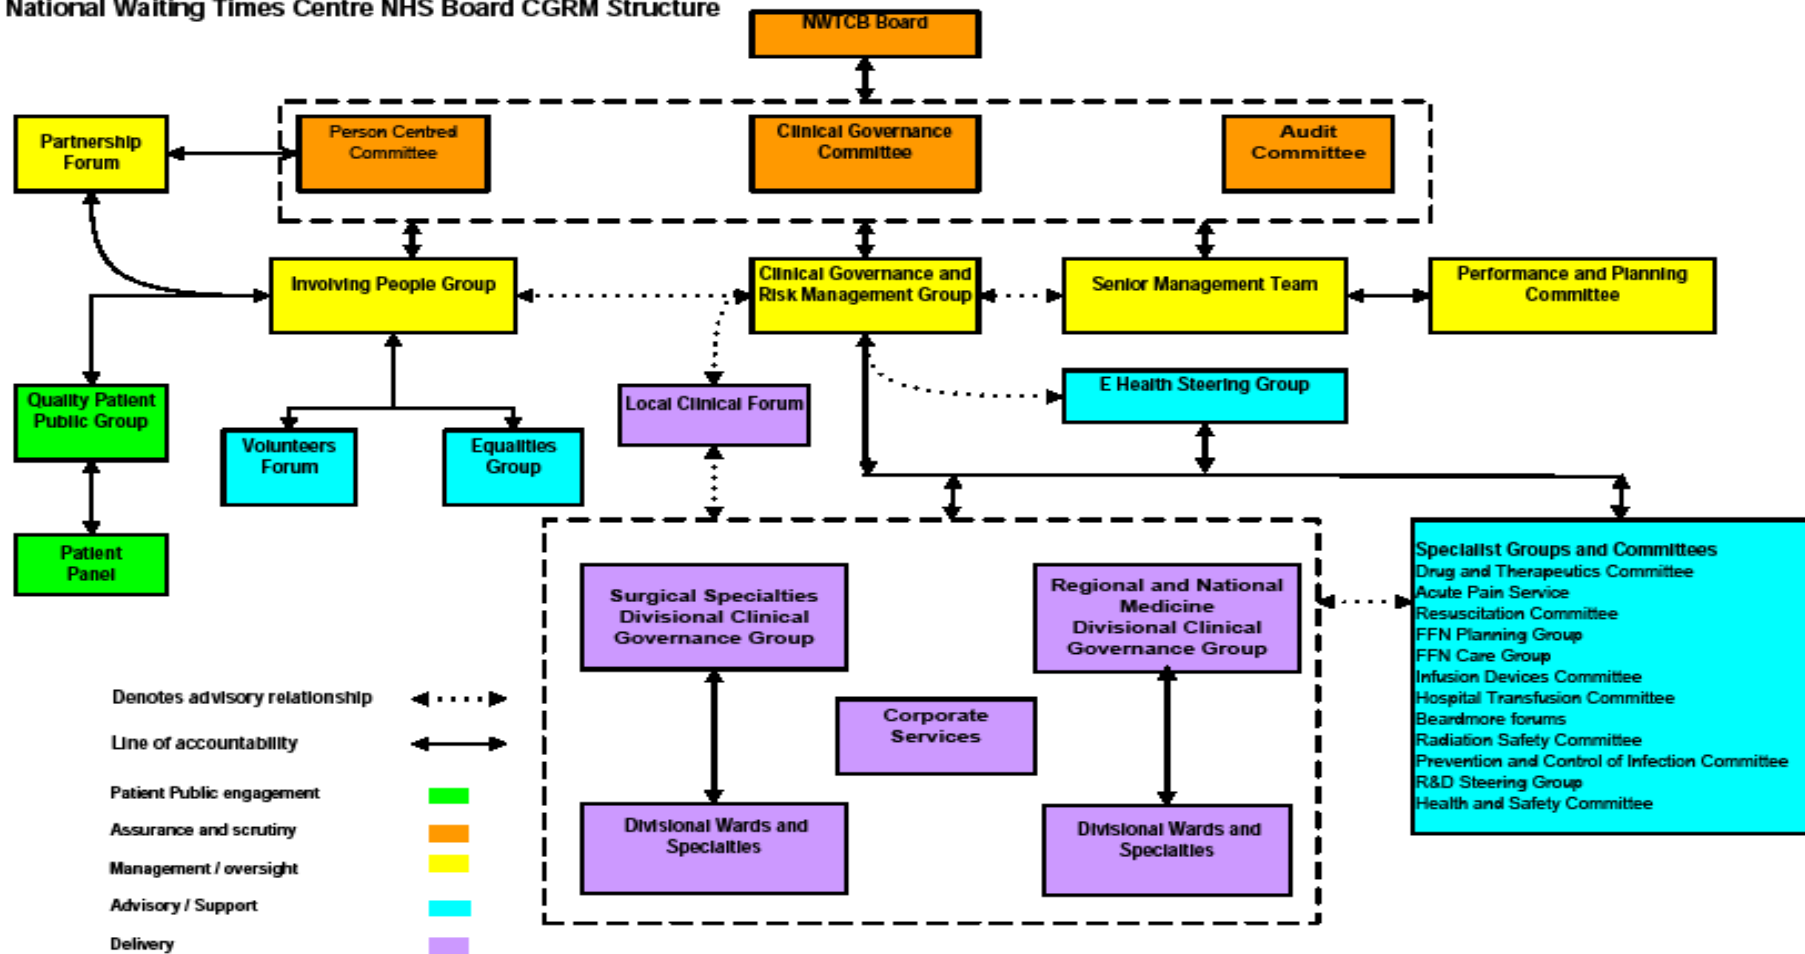 National Waiting Times Centre NHS Board CGRM Structure
NWTCB Board
Partnership
Forum
Person Centred
Committee
Clinical Governance
Committee
Audit
Committee
Involving People Group
Clinical Governance and
Risk Management Group
Senior Management Team
Performance and Planning
Committee
Quality Patient
Public Group
Local Clinical Forum
E Health Steering Group
Volunteers
Forum
Equalities
Group
Patient
Panel
Surgical Specialties
Divisional Clinical
Governance Group
Regional and National
Medicine
Divisional Clinical
Governance Group
Corporate
Services
Divisional Wards and
Specialties
Divisional Wards and
Specialties
Specialist Groups and Committees
Drug and Therapeutics Committee
Acute Pain Service
Resuscitation Committee
FFN Planning Group
FFN Care Group
Infusion Devices Committee
Hospital Transfusion Committee
Beardmore forums
Radiation Safety Committee
Prevention and Control of Infection Committee
R&D Steering Group
Health and Safety Committee
Denotes advisory relationship
Line of accountability
Patient Public engagement
Assurance and scrutiny
Management / oversight
Advisory / Support
Delivery